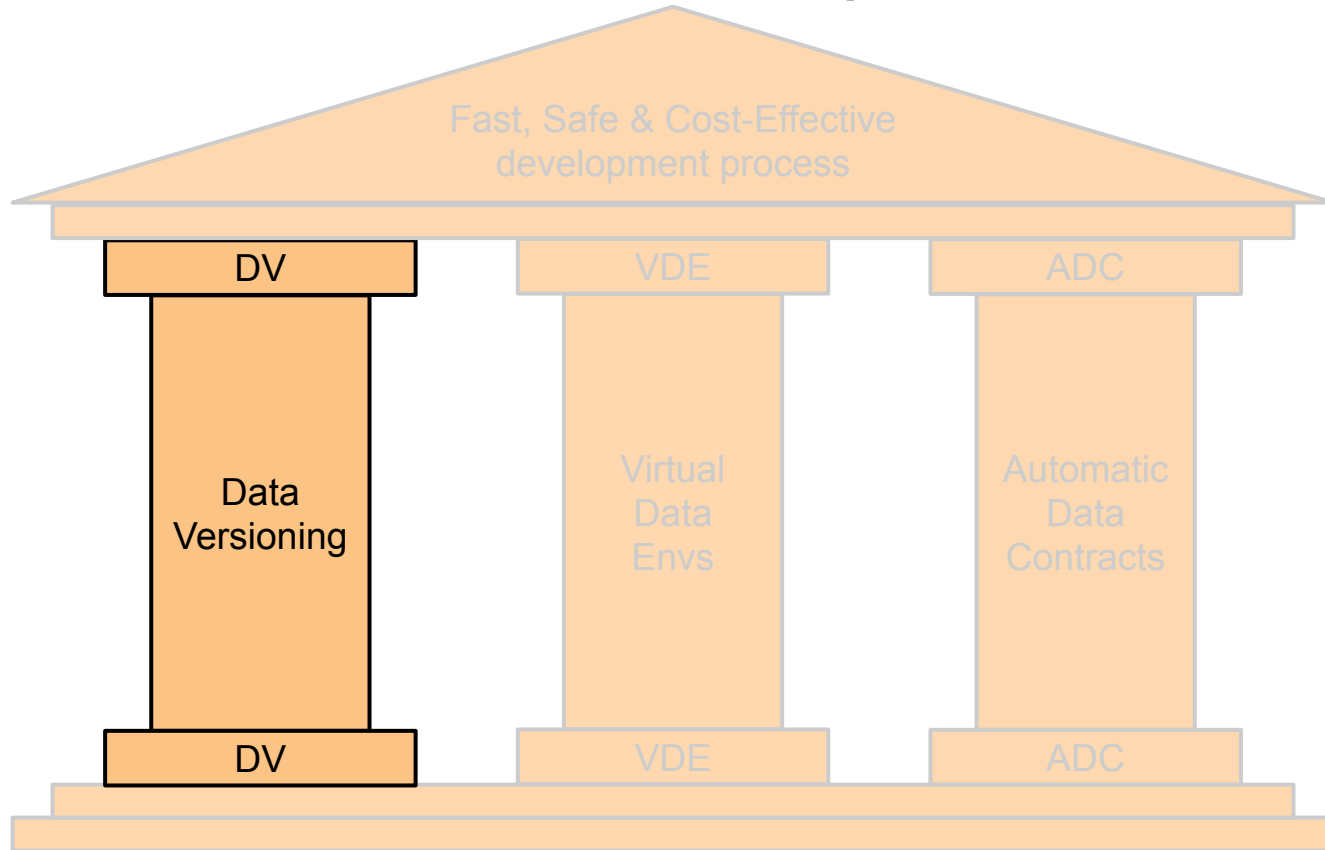 Fast, Safe & Cost-Effective
development process
DV
VDE
ADC
Data
Versioning
Virtual
Data
Envs
Automatic
Data
Contracts
DV
VDE
ADC